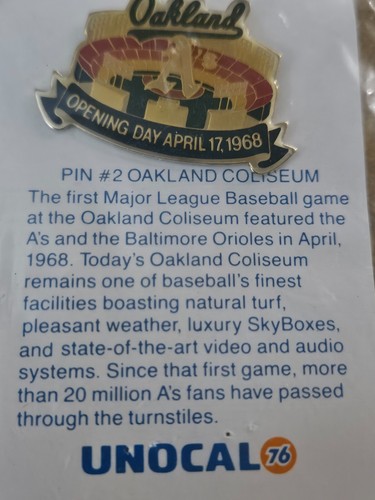 Oakland
A's
OPENING DAY APRIL 17, 1968
PIN #2 OAKLAND COLISEUM
The first Major League Baseball game
at the Oakland Coliseum featured the
A's and the Baltimore Orioles in April,
1968. Today's Oakland Coliseum
remains one of baseball's finest
facilities boasting natural turf,
pleasant weather, luxury SkyBoxes,
and state-of-the-art video and audio
systems. Since that first game, more
than 20 million A's fans have passed
through the turnstiles.
UNOCAL 76